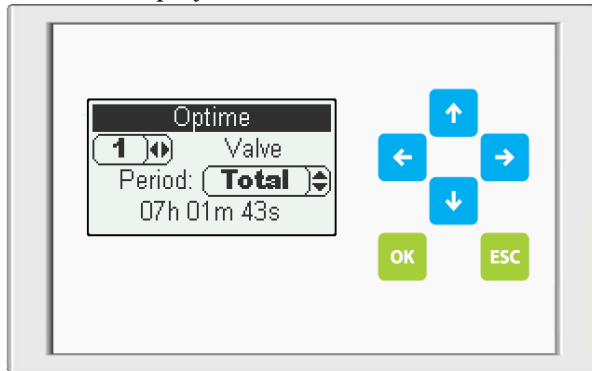 Optime
1 Valve
Period: Total
07h 01m 43s
OK ESC